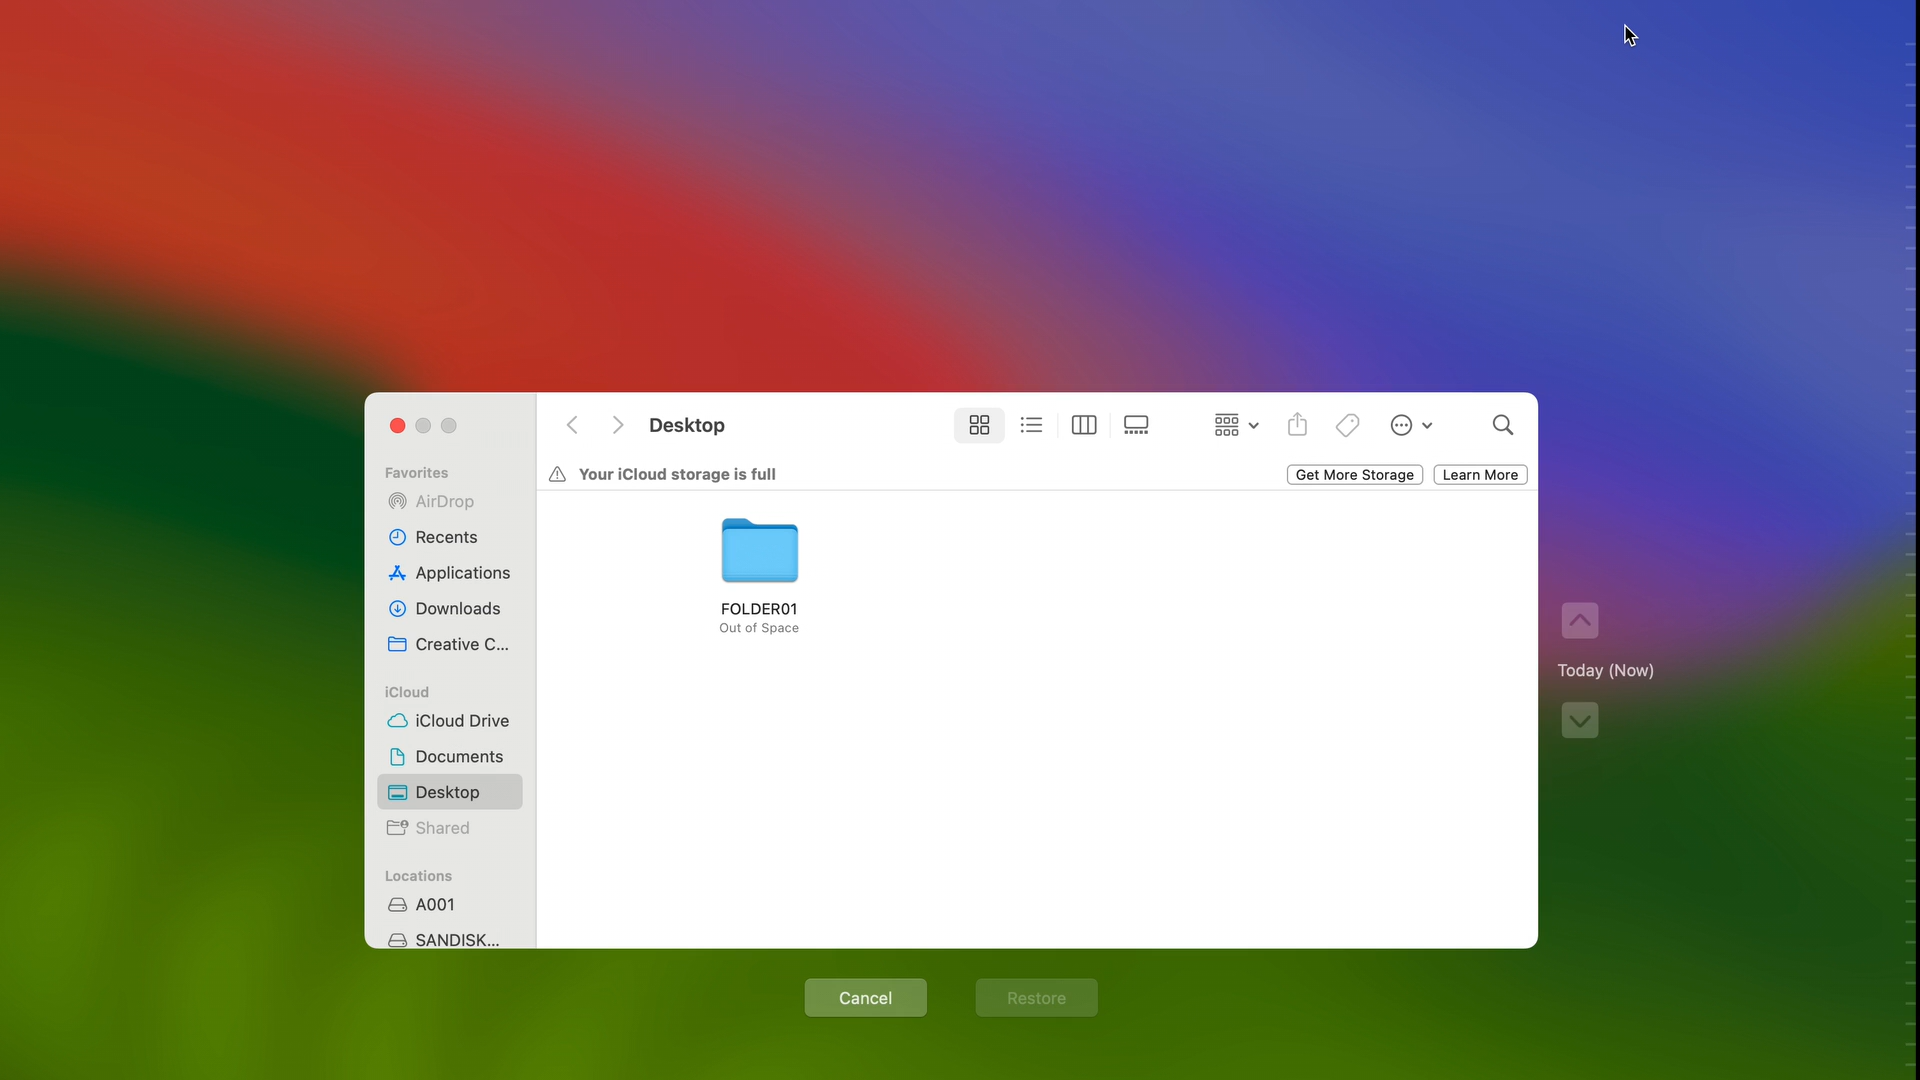 Desktop
Your iCloud storage is full
Get More Storage
Learn More
Favorites
AirDrop
Recents
Applications
Downloads
Creative C...
iCloud
iCloud Drive
Documents
Desktop
Shared
Locations
A001
SANDISK...
FOLDER01
Out of Space
Today (Now)
Cancel
Restore